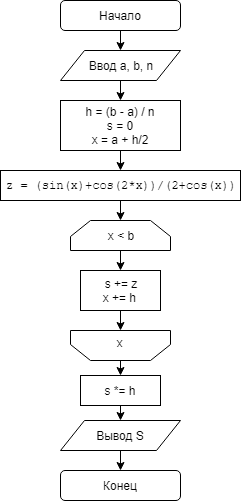 Начало
Ввод a, b, n
h = (b - a) / n
s = 0
x = a + h/2
z = (sin(x)+cos(2*x))/(2+cos(x))
x < b
s += z
x += h
x
s *= h
Вывод S
Конец